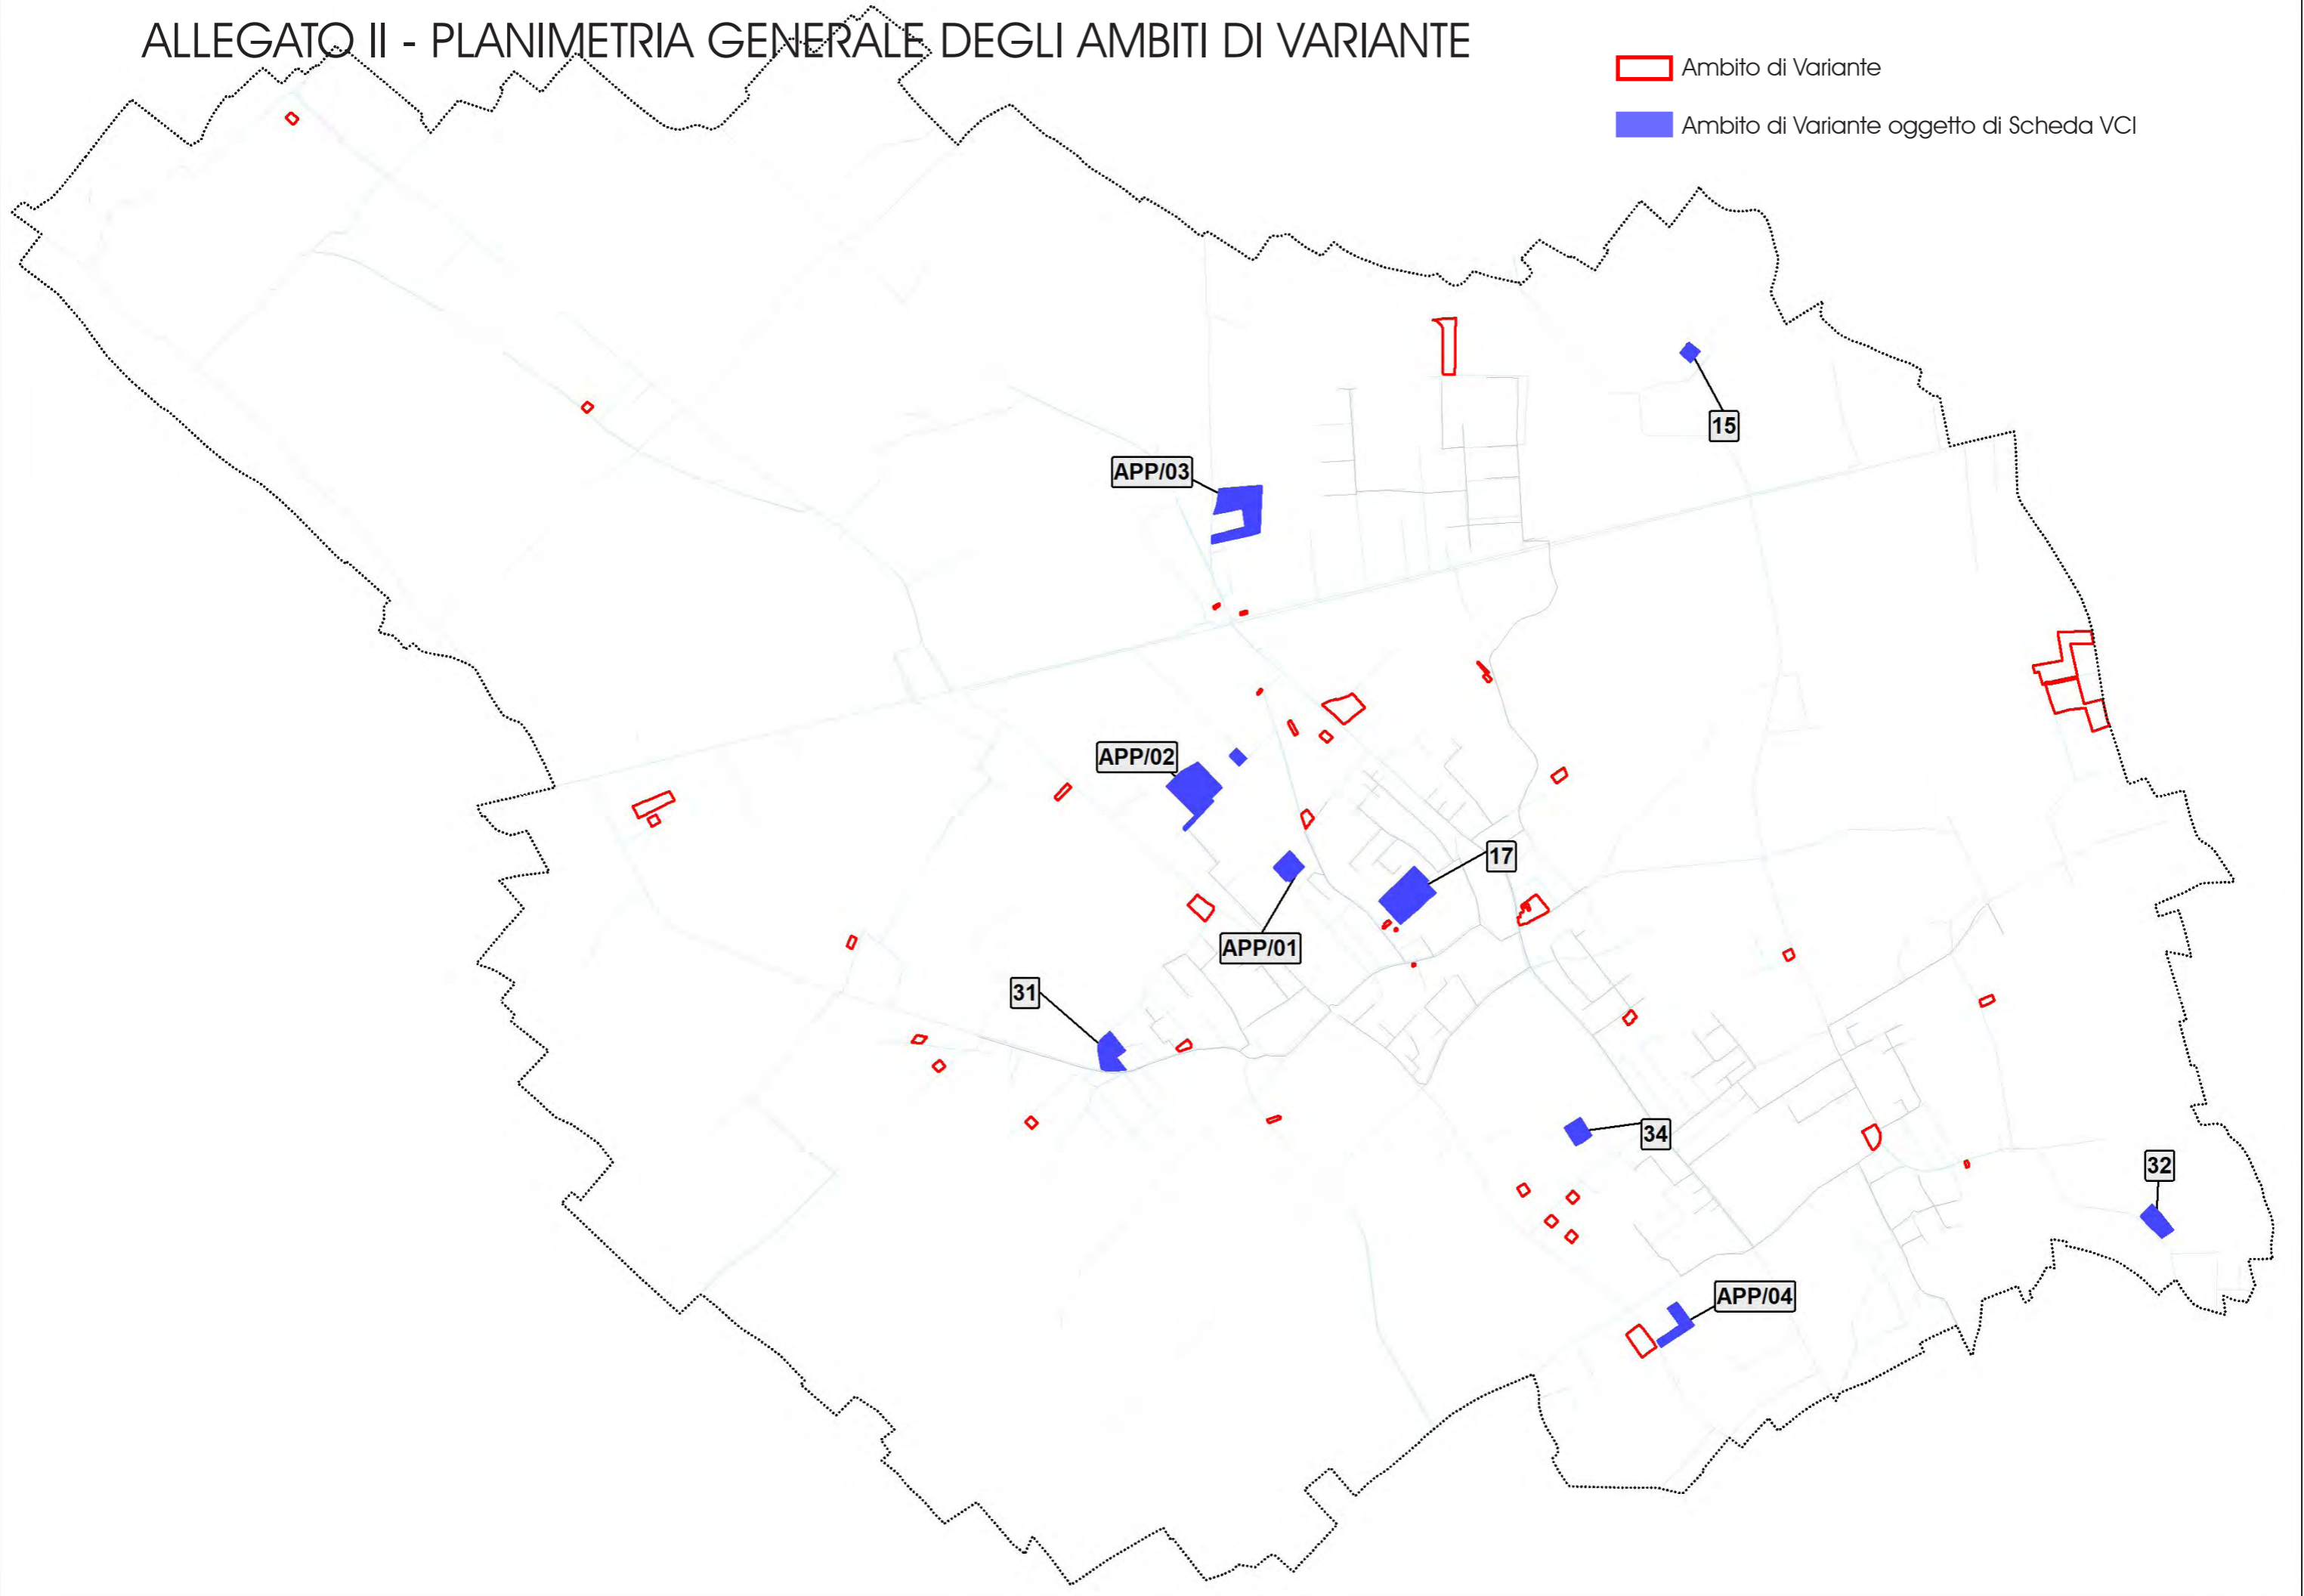 ALLEGATO II - PLANIMETRIA GENERALE DEGLI AMBITI DI VARIANTE
Ambito di Variante
Ambito di Variante oggetto di Scheda VCI
15
APP/03
APP/02
17
APP/01
31
34
32
APP/04